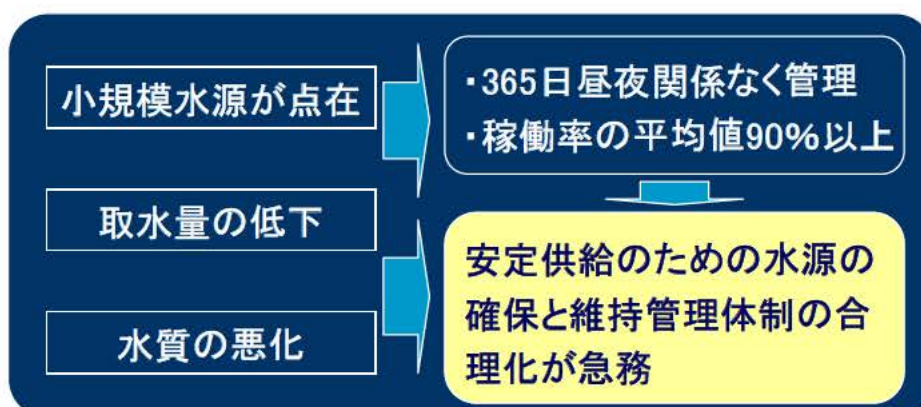 小規模水源が点在
取水量の低下
水質の悪化
・365日昼夜関係なく管理
・稼働率の平均値90%以上
安定供給のための水源の
確保と維持管理体制の合
理化が急務